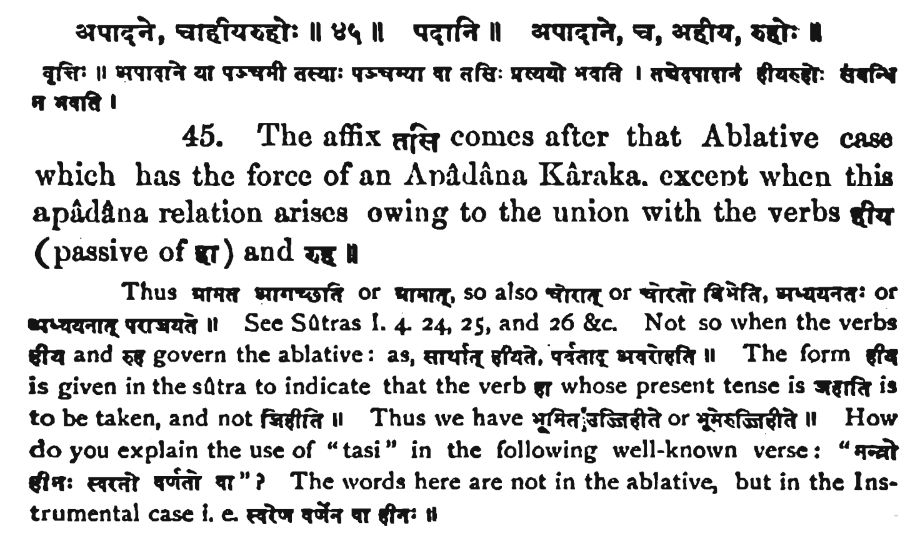 अपादने, चाहीयरुहोः ॥ ४५ ॥ पदानि ॥ अपादाने, च, अहीय, रुहोः ॥
वृत्तिः ॥ अपादाने या पञ्चमी तस्याः पञ्चम्या वा तसिः प्रत्ययो भवति । तच्चेदपादानं हीयरुहोः संबन्धि
न भवति ।
45. The affix तसि comes after that Ablative case
which has the force of an Apâdâna Kâraka. except when this
apâdâna relation arises owing to the union with the verbs हीय
(passive of हा) and रुह ॥
Thus ग्रामत आगच्छति or ग्रामात्, so also चोरात् or चोरतो बिभेति, अध्ययनतः or
अध्ययनात् पराजयते ॥ See Sûtras I. 4. 24, 25, and 26 &c. Not so when the verbs
हीय and रुह govern the ablative: as, सार्थात् हीयते, पर्वताद् अवरोहति ॥ The form हीय
is given in the sûtra to indicate that the verb हा whose present tense is जहाति is
to be taken, and not जिहीति ॥ Thus we have भूमित उज्जिहीते or भूमेरुज्जिहीते ॥ How
do you explain the use of "tasi" in the following well-known verse: "मन्त्रो
हीनः स्वरतो वर्णतो वा"? The words here are not in the ablative, but in the Ins-
trumental case i. e. स्वरेण वर्णेन वा हीनः ॥